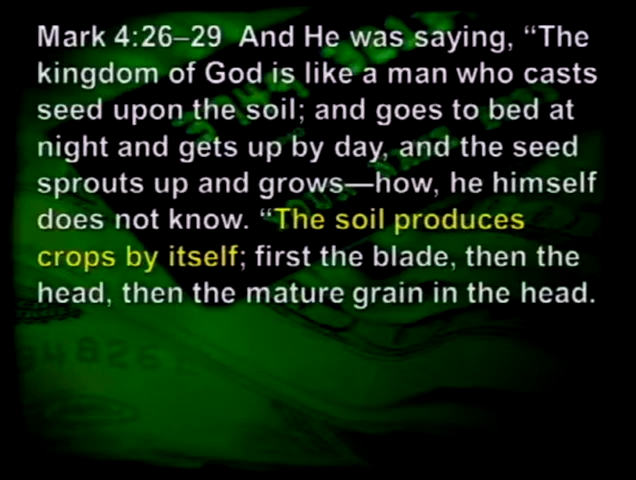 Mark 4:26–29 And He was saying, “The
kingdom of God is like a man who casts
seed upon the soil; and goes to bed at
night and gets up by day, and the seed
sprouts up and grows—how, he himself
does not know. “The soil produces
crops by itself; first the blade, then the
head, then the mature grain in the head.